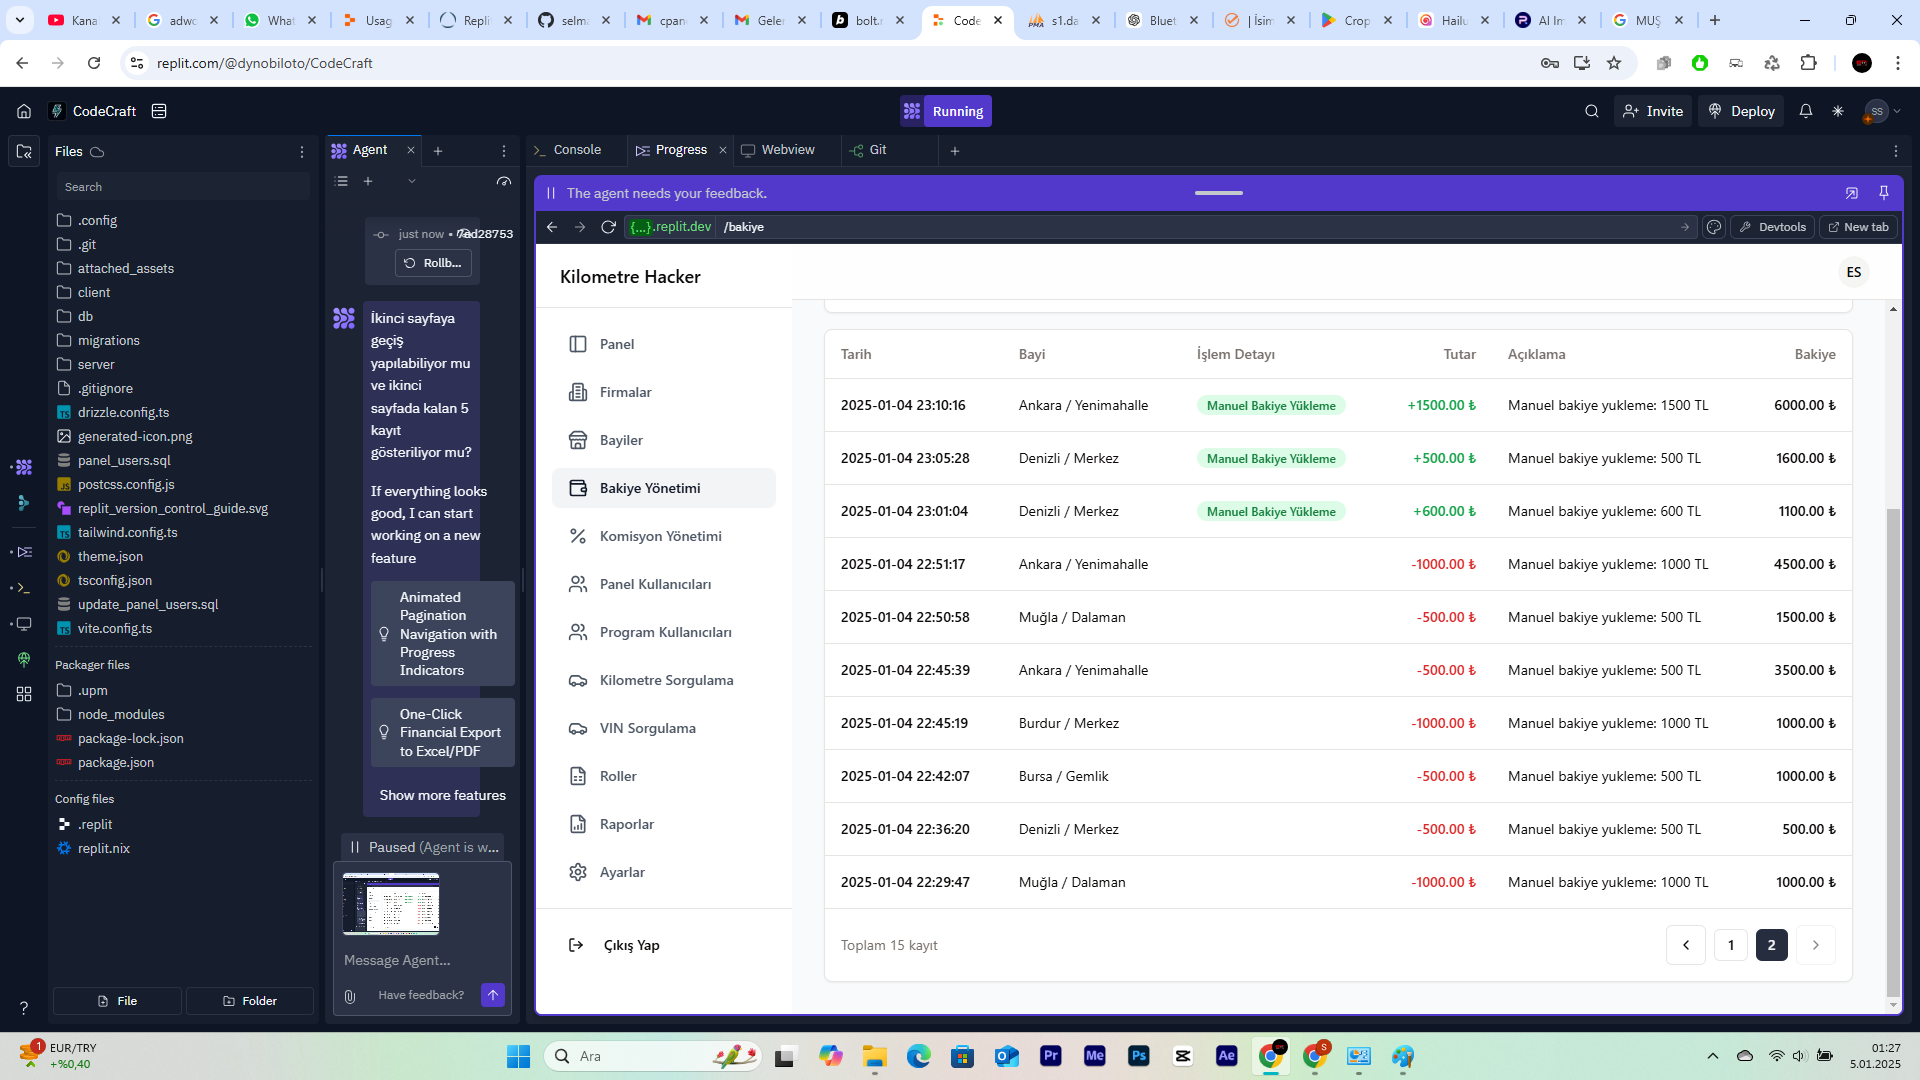 Kana
adwo
What
Usag
Repli
selm
cpan
Geler
bolt.n
Code
s1.da
Bluet
| İsim
Crop
Hailu
AI Im
MUŞ
replit.com/@dynobiloto/CodeCraft
CodeCraft
Running
Invite
Deploy
SS
Files
Agent
Console
Progress
Webview
Git
Search
.config
.git
attached_assets
client
db
migrations
server
.gitignore
drizzle.config.ts
generated-icon.png
panel_users.sql
postcss.config.js
replit_version_control_guide.svg
tailwind.config.ts
theme.json
tsconfig.json
update_panel_users.sql
vite.config.ts
Packager files
.upm
node_modules
package-lock.json
package.json
Config files
.replit
replit.nix
File
Folder
just now •
Rollb...
İkinci sayfaya
geçiş
yapılabiliyor mu
ve ikinci
sayfada kalan 5
kayıt
gösteriliyor mu?
If everything looks
good, I can start
working on a new
feature
Animated
Pagination
Navigation with
Progress
Indicators
One-Click
Financial Export
to Excel/PDF
Show more features
Paused (Agent is w...
Message Agent...
Have feedback?
The agent needs your feedback.
{...}.replit.dev /bakiye
Devtools
New tab
Kilometre Hacker
ES
Panel
Firmalar
Bayiler
Bakiye Yönetimi
Komisyon Yönetimi
Panel Kullanıcıları
Program Kullanıcıları
Kilometre Sorgulama
VIN Sorgulama
Roller
Raporlar
Ayarlar
Çıkış Yap
Tarih Bayi İşlem Detayı Tutar Açıklama Bakiye
2025-01-04 23:10:16 Ankara / Yenimahalle Manuel Bakiye Yükleme +1500.00 ₺ Manuel bakiye yukleme: 1500 TL 6000.00 ₺
2025-01-04 23:05:28 Denizli / Merkez Manuel Bakiye Yükleme +500.00 ₺ Manuel bakiye yukleme: 500 TL 1600.00 ₺
2025-01-04 23:01:04 Denizli / Merkez Manuel Bakiye Yükleme +600.00 ₺ Manuel bakiye yukleme: 600 TL 1100.00 ₺
2025-01-04 22:51:17 Ankara / Yenimahalle -1000.00 ₺ Manuel bakiye yukleme: 1000 TL 4500.00 ₺
2025-01-04 22:50:58 Muğla / Dalaman -500.00 ₺ Manuel bakiye yukleme: 500 TL 1500.00 ₺
2025-01-04 22:45:39 Ankara / Yenimahalle -500.00 ₺ Manuel bakiye yukleme: 500 TL 3500.00 ₺
2025-01-04 22:45:19 Burdur / Merkez -1000.00 ₺ Manuel bakiye yukleme: 1000 TL 1000.00 ₺
2025-01-04 22:42:07 Bursa / Gemlik -500.00 ₺ Manuel bakiye yukleme: 500 TL 1000.00 ₺
2025-01-04 22:36:20 Denizli / Merkez -500.00 ₺ Manuel bakiye yukleme: 500 TL 500.00 ₺
2025-01-04 22:29:47 Muğla / Dalaman -1000.00 ₺ Manuel bakiye yukleme: 1000 TL 1000.00 ₺
Toplam 15 kayıt
1 2
1
EUR/TRY
+%0,40
Ara
Pr
Me
Ps
Ae
S
01:27
5.01.2025